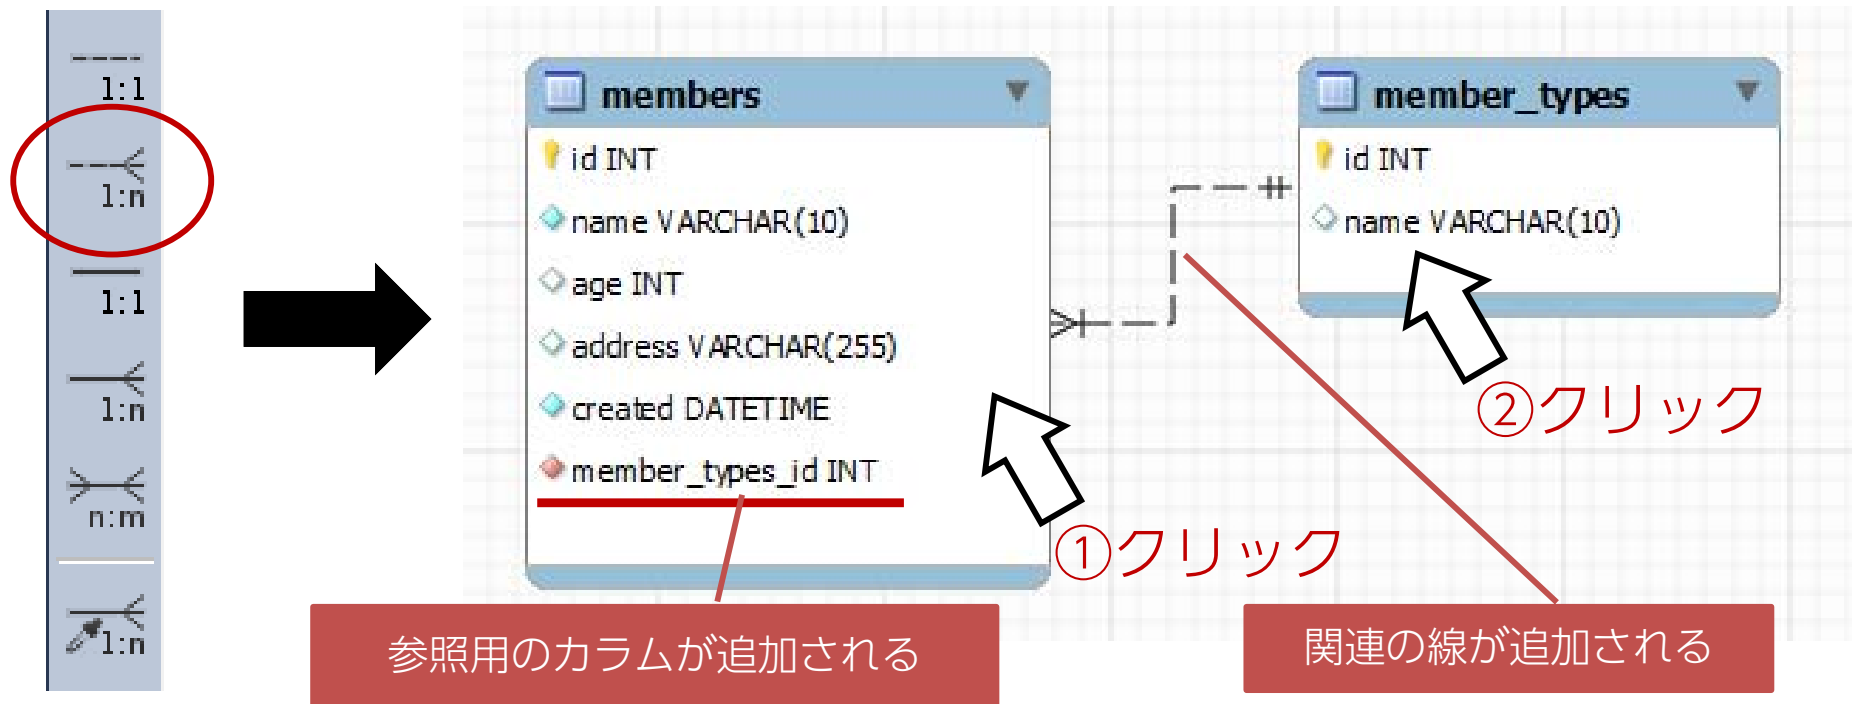 1:1
1:n
1:1
1:n
n:m
1:n
members
id INT
name VARCHAR(10)
age INT
address VARCHAR(255)
created DATETIME
member_types_id INT
member_types
id INT
name VARCHAR(10)
②クリック
①クリック
参照用のカラムが追加される
関連の線が追加される